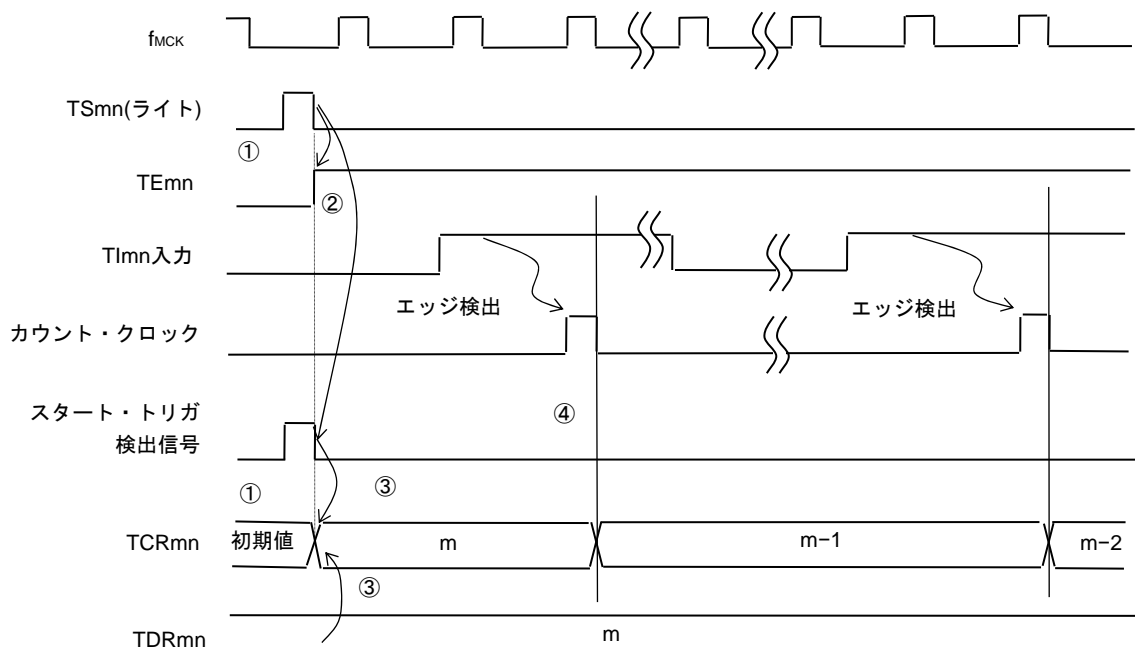 fMCK
TSmn(ライト)
①
TEmn
②
TImn入力
エッジ検出
エッジ検出
カウント・クロック
スタート・トリガ
検出信号
④
①
③
TCRmn
初期値
m
m−1
m−2
③
TDRmn
m